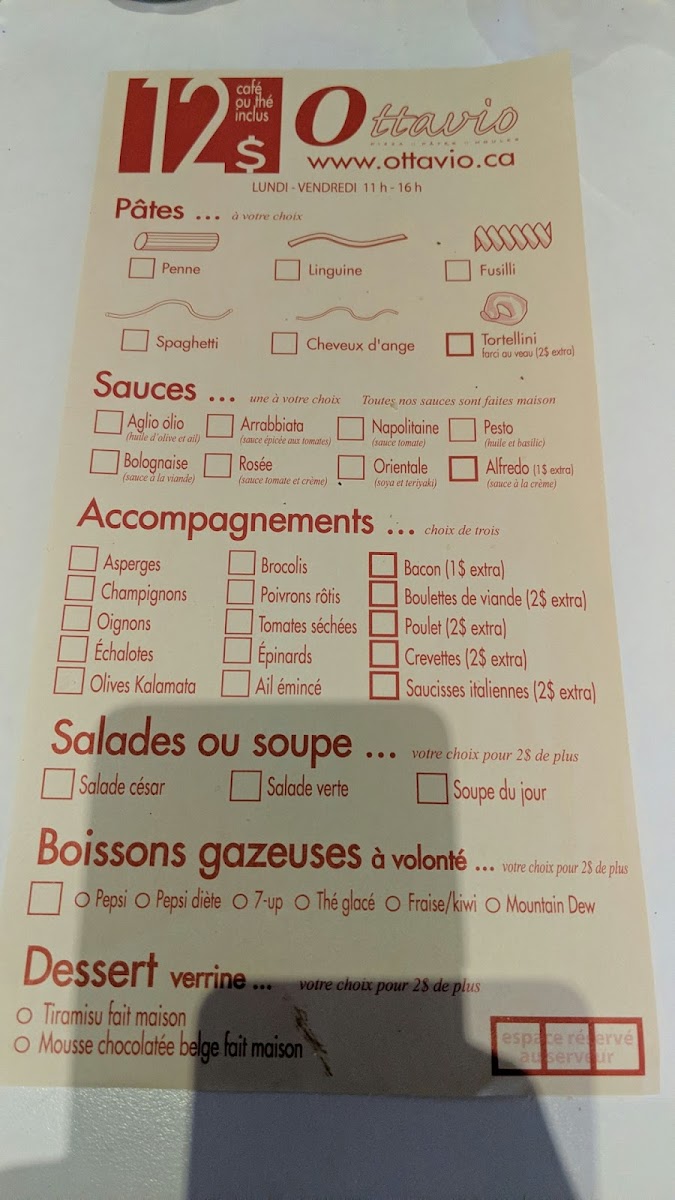 12$ café
ou thé
inclus
Ottavio
www.ottavio.ca
LUNDI - VENDREDI 11 h - 16 h
Pâtes ... à votre choix
Penne Linguine Fusilli
Spaghetti Cheveux d'ange Tortellini
farci au veau (2$ extra)
Sauces ... une à votre choix Toutes nos sauces sont faites maison
Aglio ólio Arrabbiata Napolitaine Pesto
(huile d'olive et ail) (sauce épicée aux tomates) (sauce tomate) (huile et basilic)
Bolognaise Rosée Orientale Alfredo (1$ extra)
(sauce à la viande) (sauce tomate et crème) (soya et teriyaki) (sauce à la crème)
Accompagnements ... choix de trois
Asperges Brocolis Bacon (1$ extra)
Champignons Poivrons rôtis Boulettes de viande (2$ extra)
Oignons Tomates séchées Poulet (2$ extra)
Échalotes Épinards Crevettes (2$ extra)
Olives Kalamata Ail émincé Saucisses italiennes (2$ extra)
Salades ou soupe ... votre choix pour 2$ de plus
Salade césar Salade verte Soupe du jour
Boissons gazeuses à volonté ... votre choix pour 2$ de plus
Pepsi Pepsi diète 7-up Thé glacé Fraise/kiwi Mountain Dew
Dessert verrine ... votre choix pour 2$ de plus
Tiramisu fait maison
Mousse chocolatée belge fait maison
espace réservé
au serveur